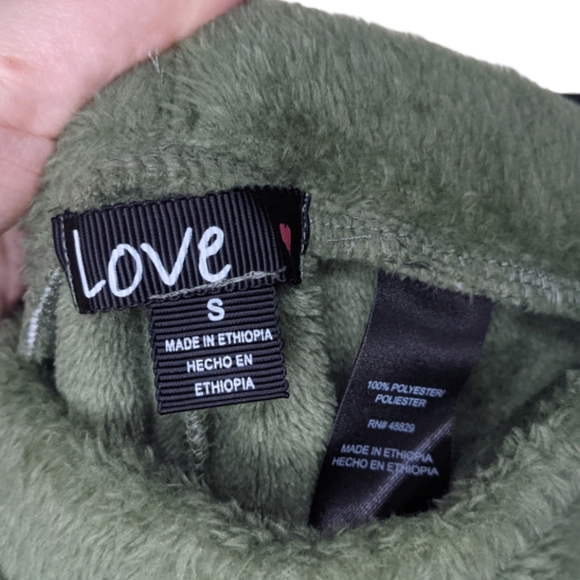 Love
S
MADE IN ETHIOPIA
HECHO EN
ETHIOPIA
100% POLYESTER/
POLIESTER
RN# 48829
MADE IN ETHIOPIA
HECHO EN ETHIOPIA